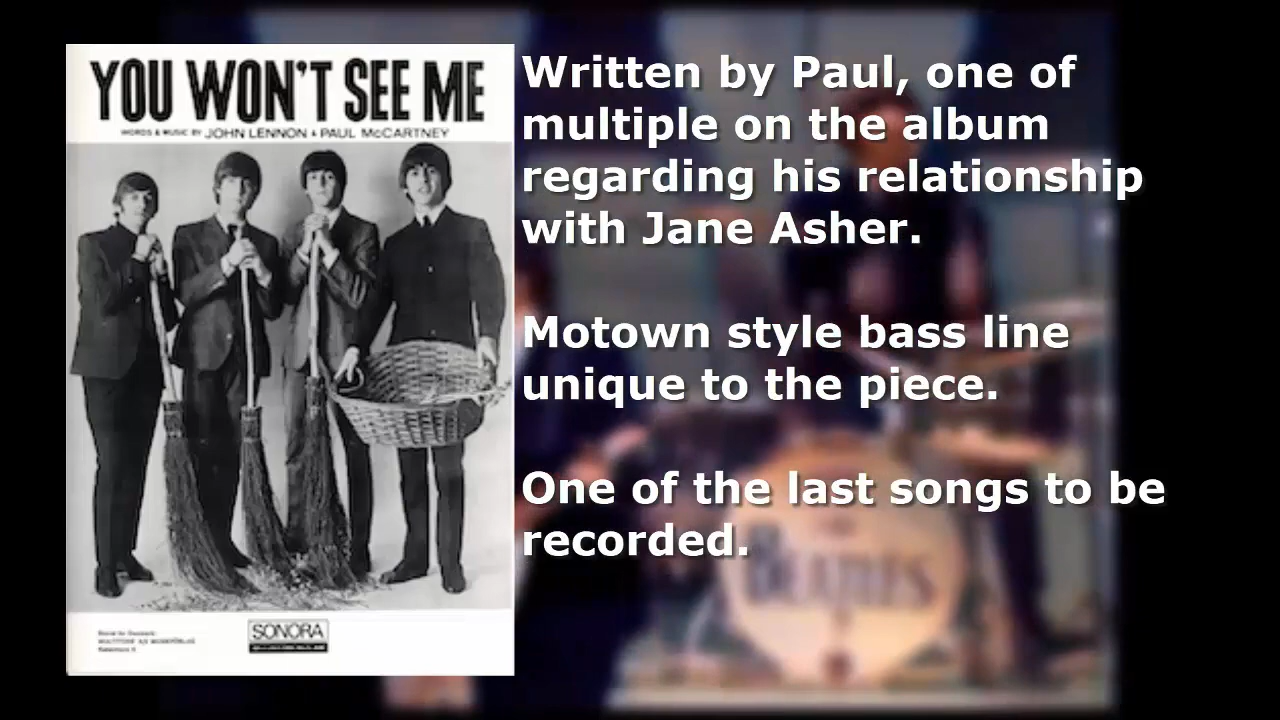 YOU WON'T SEE ME
WORDS & MUSIC BY JOHN LENNON & PAUL McCARTNEY
SONORA
Written by Paul, one of
multiple on the album
regarding his relationship
with Jane Asher.
Motown style bass line
unique to the piece.
One of the last songs to be
recorded.
THE
BEATLES